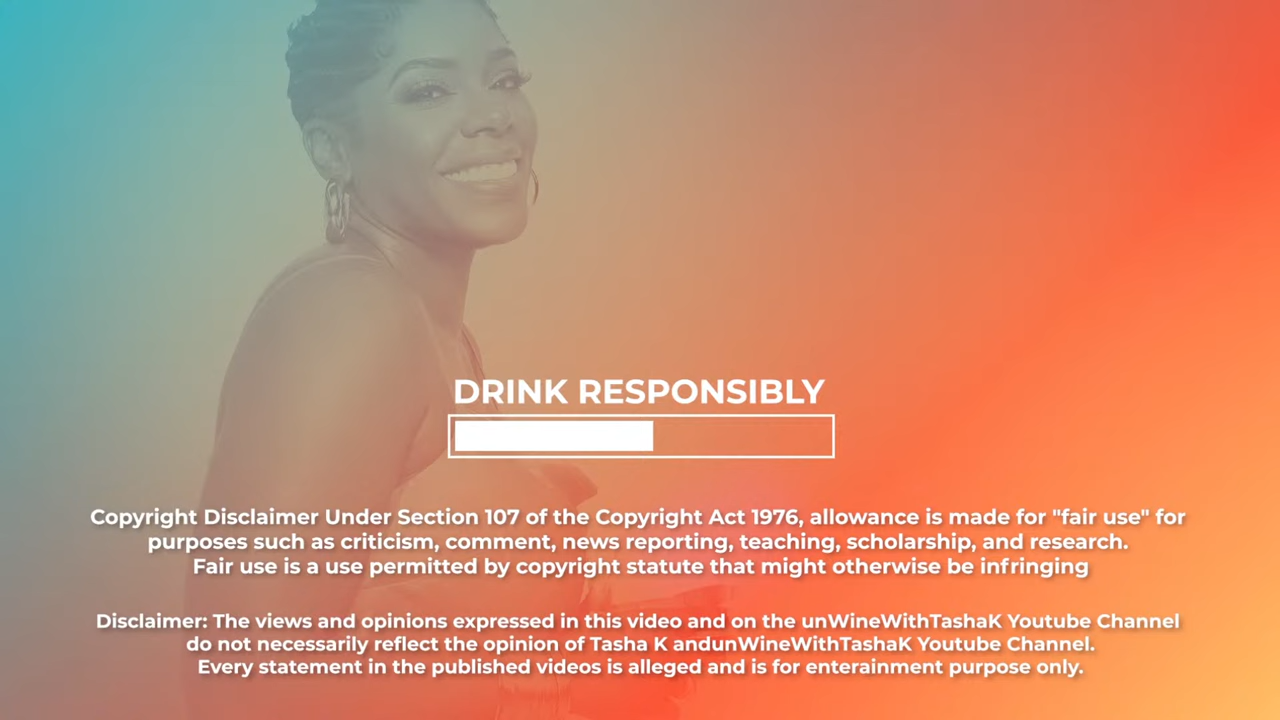 DRINK RESPONSIBLY
Copyright Disclaimer Under Section 107 of the Copyright Act 1976, allowance is made for "fair use" for
purposes such as criticism, comment, news reporting, teaching, scholarship, and research.
Fair use is a use permitted by copyright statute that might otherwise be infringing
Disclaimer: The views and opinions expressed in this video and on the unWineWithTashaK Youtube Channel
do not necessarily reflect the opinion of Tasha K andunWineWithTashaK Youtube Channel.
Every statement in the published videos is alleged and is for enterainment purpose only.